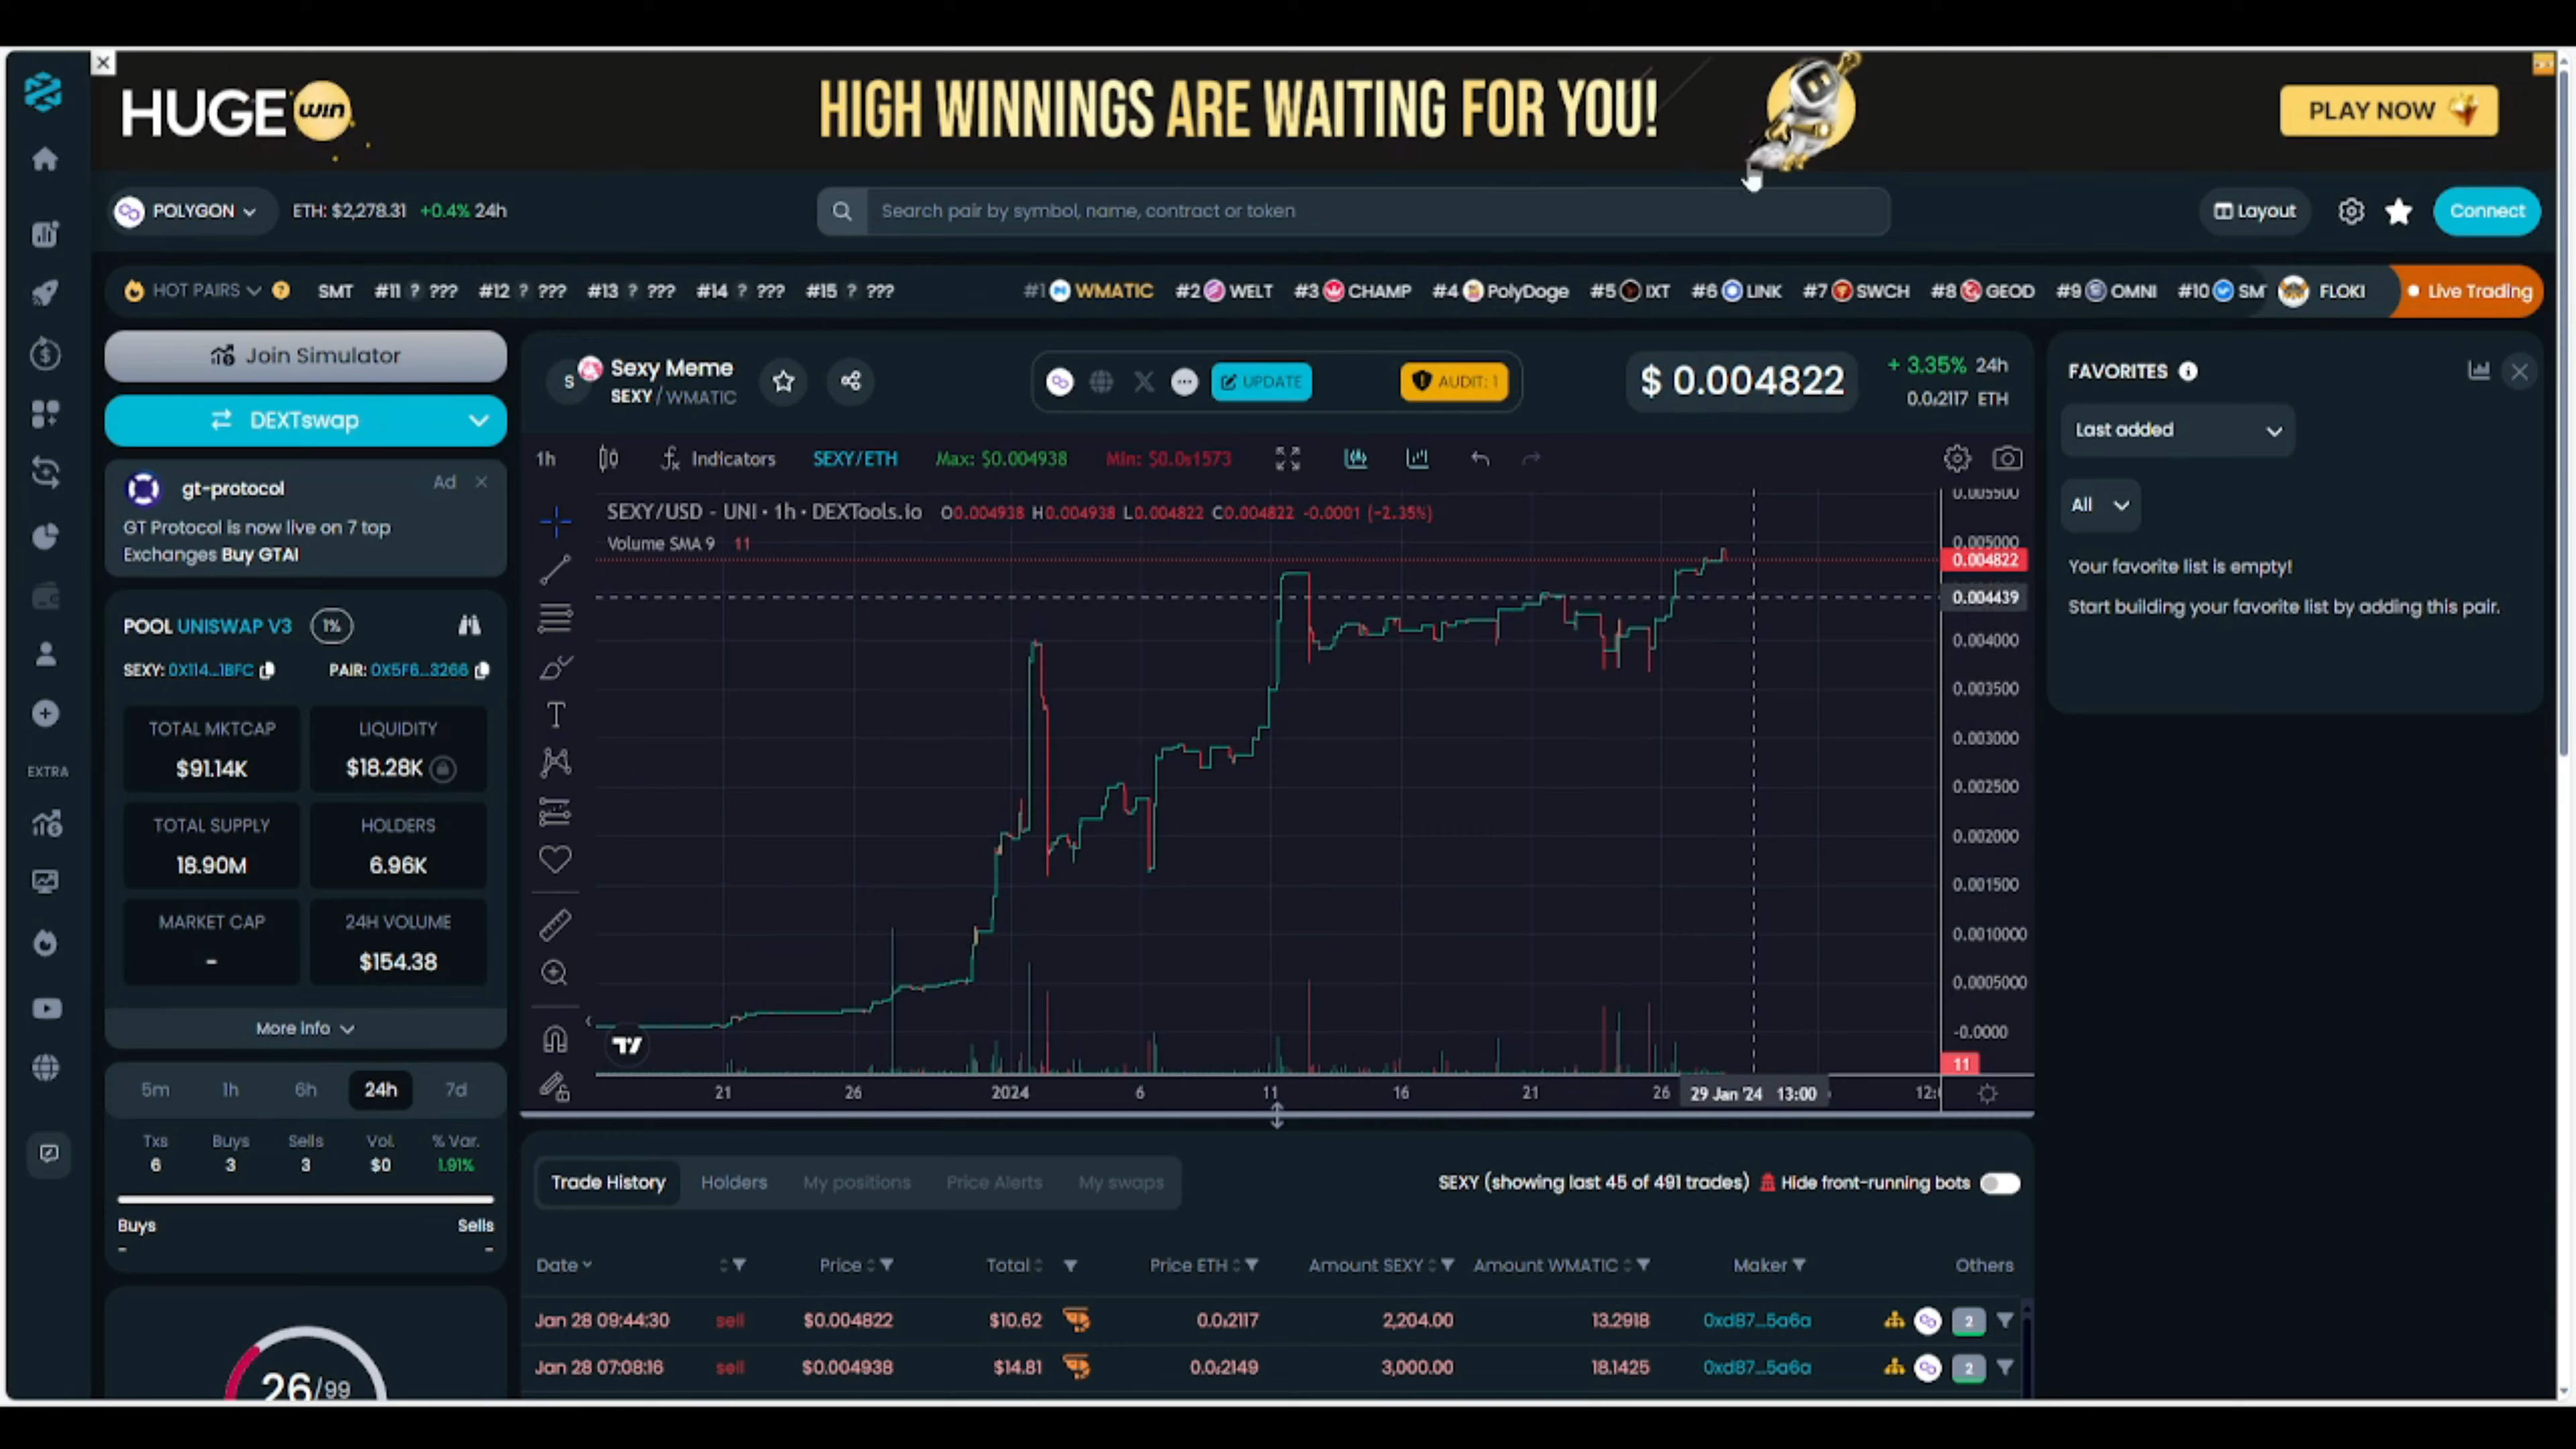 HUGE win
HIGH WINNINGS ARE WAITING FOR YOU!
PLAY NOW
POLYGON
ETH: $2,278.31 +0.4% 24h
Search pair by symbol, name, contract or token
Layout
Connect
HOT PAIRS ?
SMT #11 ? ??? #12 ? ??? #13 ? ??? #14 ? ??? #15 ? ???
#1 WMATIC #2 WELT #3 CHAMP #4 PolyDoge #5 IXT #6 LINK #7 SWCH #8 GEOD #9 OMNI #10 SM
FLOKI
Live Trading
Join Simulator
DEXTswap
gt-protocol
Ad
GT Protocol is now live on 7 top
Exchanges Buy GTAI
POOL UNISWAP V3 1%
SEXY: 0X114...1BFC PAIR: 0X5F6...3266
TOTAL MKTCAP
$91.14K
LIQUIDITY
$18.28K
TOTAL SUPPLY
18.90M
HOLDERS
6.96K
MARKET CAP
-
24H VOLUME
$154.38
More info
EXTRA
5m 1h 6h 24h 7d
Txs Buys Sells Vol. % Var.
6 3 3 $0 1.91%
Buys Sells
- -
26/99
S
Sexy Meme
SEXY/WMATIC
UPDATE
AUDIT: 1
$ 0.004822
+ 3.35% 24h
0.0₂2117 ETH
1h Indicators SEXY/ETH Max: $0.004938 Min: $0.0₅1573
SEXY/USD - UNI • 1h • DEXTools.io O0.004938 H0.004938 L0.004822 C0.004822 -0.0001 (-2.35%)
Volume SMA 9 11
0.005500
0.005000
0.004822
0.004439
0.004000
0.003500
0.003000
0.002500
0.002000
0.001500
0.0010000
0.0005000
-0.0000
11
21 26 2024 6 11 16 21 26 29 Jan '24 13:00 12:
FAVORITES
Last added
All
Your favorite list is empty!
Start building your favorite list by adding this pair.
Trade History Holders My positions Price Alerts My swaps
SEXY (showing last 45 of 491 trades) Hide front-running bots
Date Price Total Price ETH Amount SEXY Amount WMATIC Maker Others
Jan 28 09:44:30 sell $0.004822 $10.62 0.0₂2117 2,204.00 13.2918 0xd87...5a6a 2
Jan 28 07:08:16 sell $0.004938 $14.81 0.0₂2149 3,000.00 18.1425 0xd87...5a6a 2